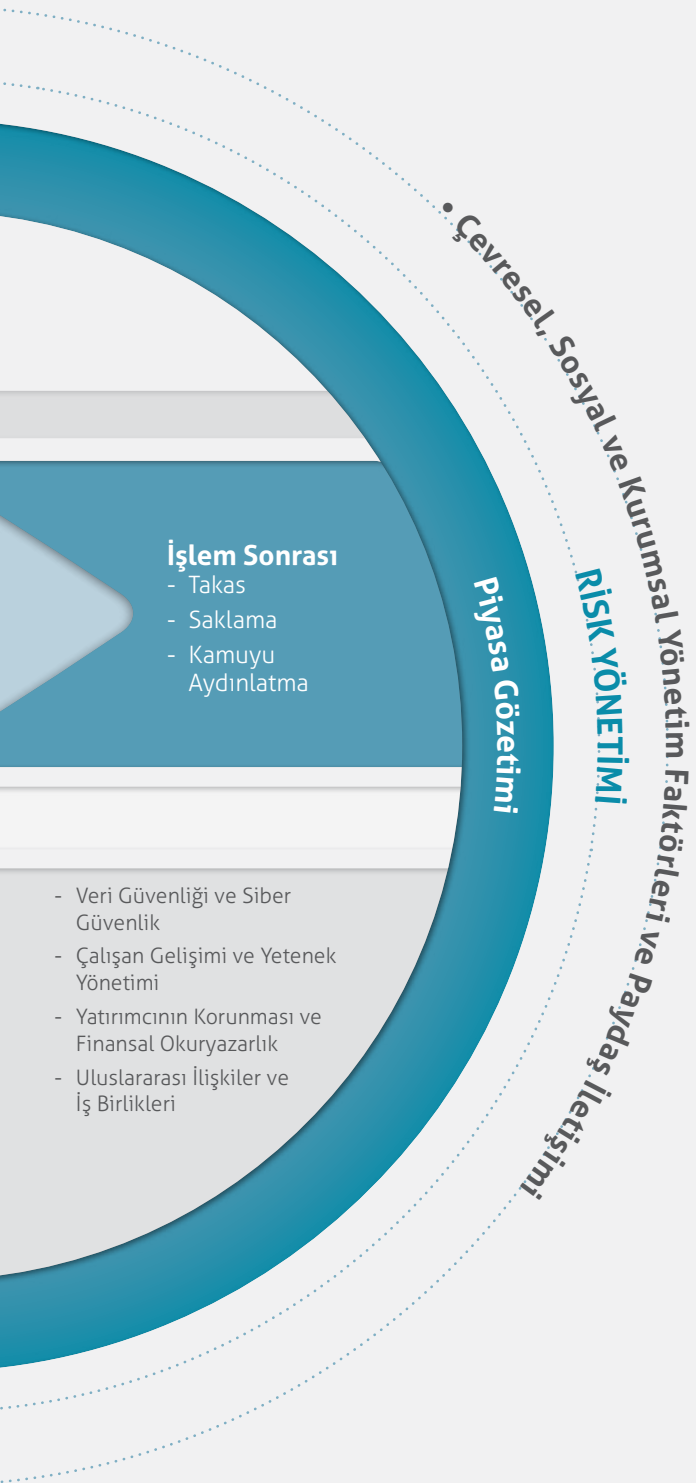 • Çevresel, Sosyal ve Kurumsal Yönetim Faktörleri ve Paydaş İletişimi
RİSK YÖNETİMİ
Piyasa Gözetimi
İşlem Sonrası
- Takas
- Saklama
- Kamuyu
Aydınlatma
- Veri Güvenliği ve Siber
Güvenlik
- Çalışan Gelişimi ve Yetenek
Yönetimi
- Yatırımcının Korunması ve
Finansal Okuryazarlık
- Uluslararası İlişkiler ve
İş Birlikleri